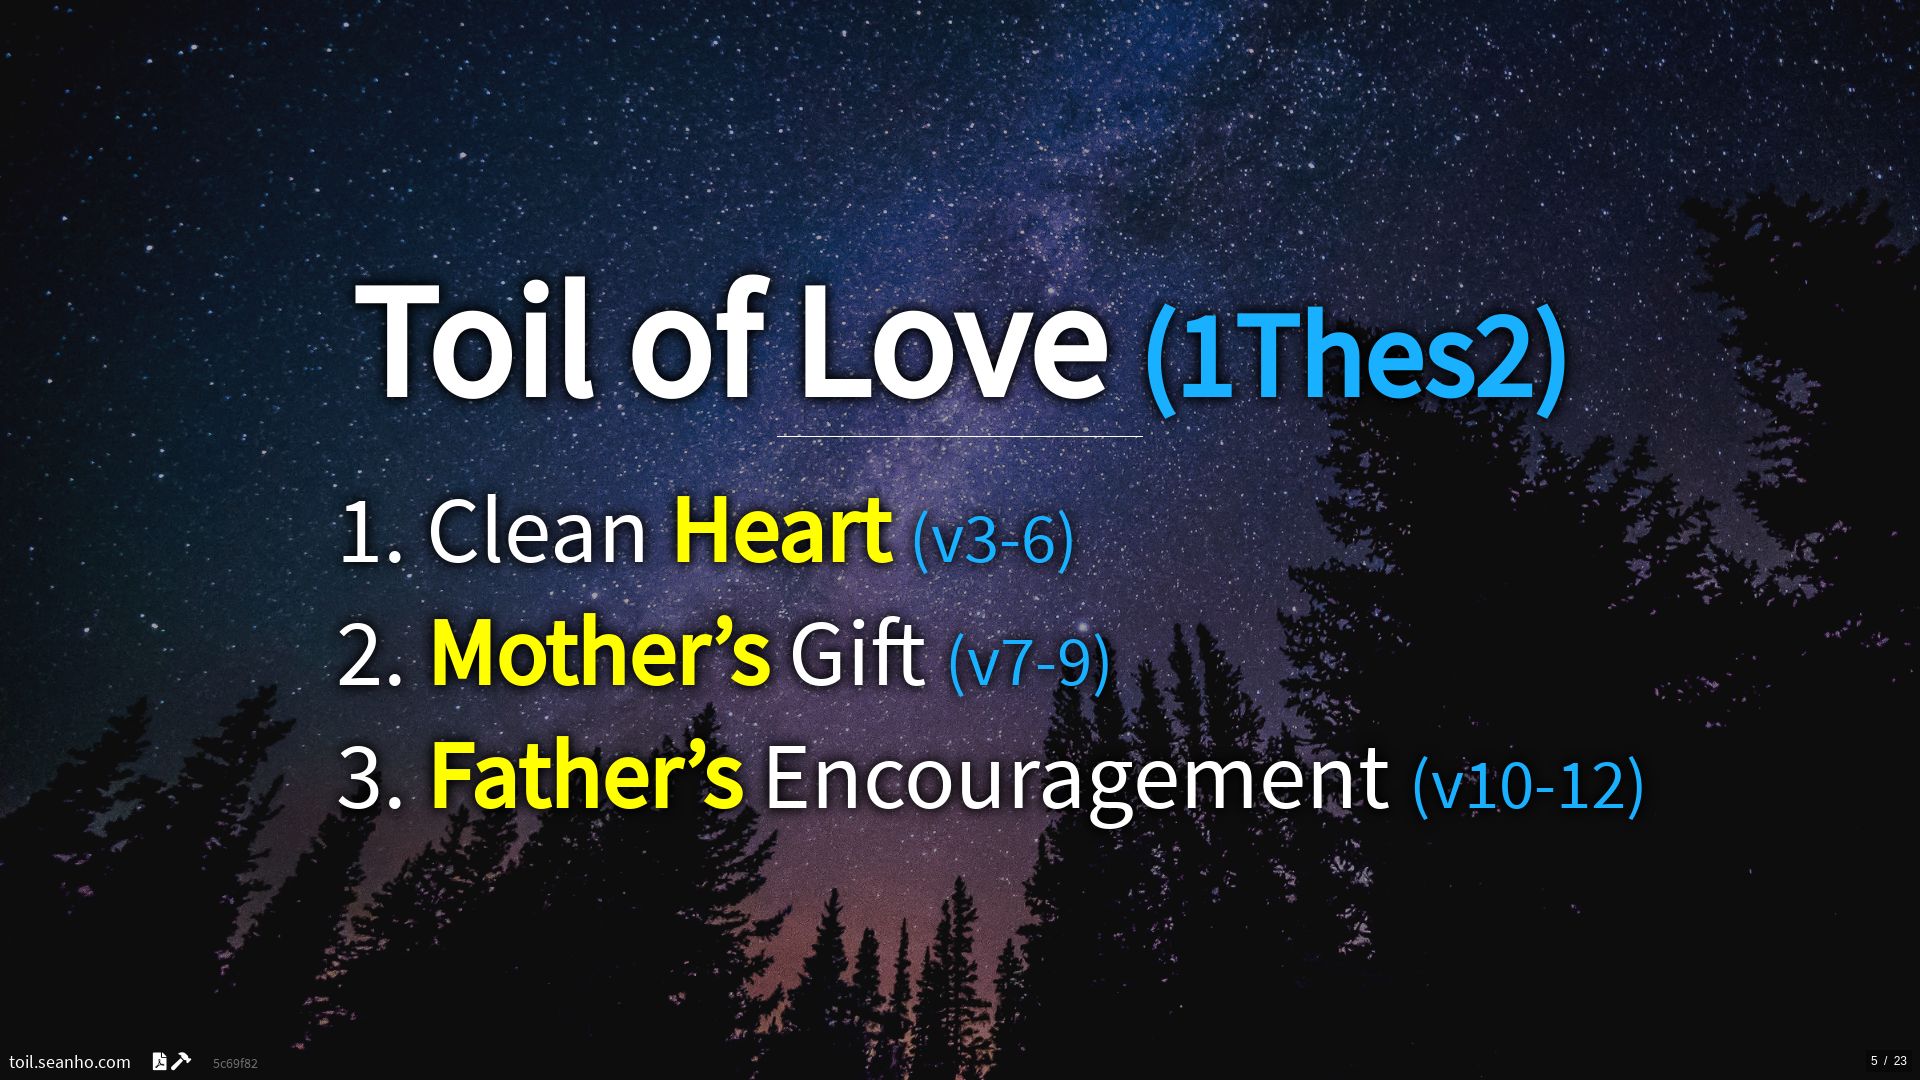 Toil of Love (1Thes2)
1. Clean Heart (v3-6)
2. Mother’s Gift (v7-9)
3. Father’s Encouragement (v10-12)
toil.seanho.com 5c69f82
5 / 23